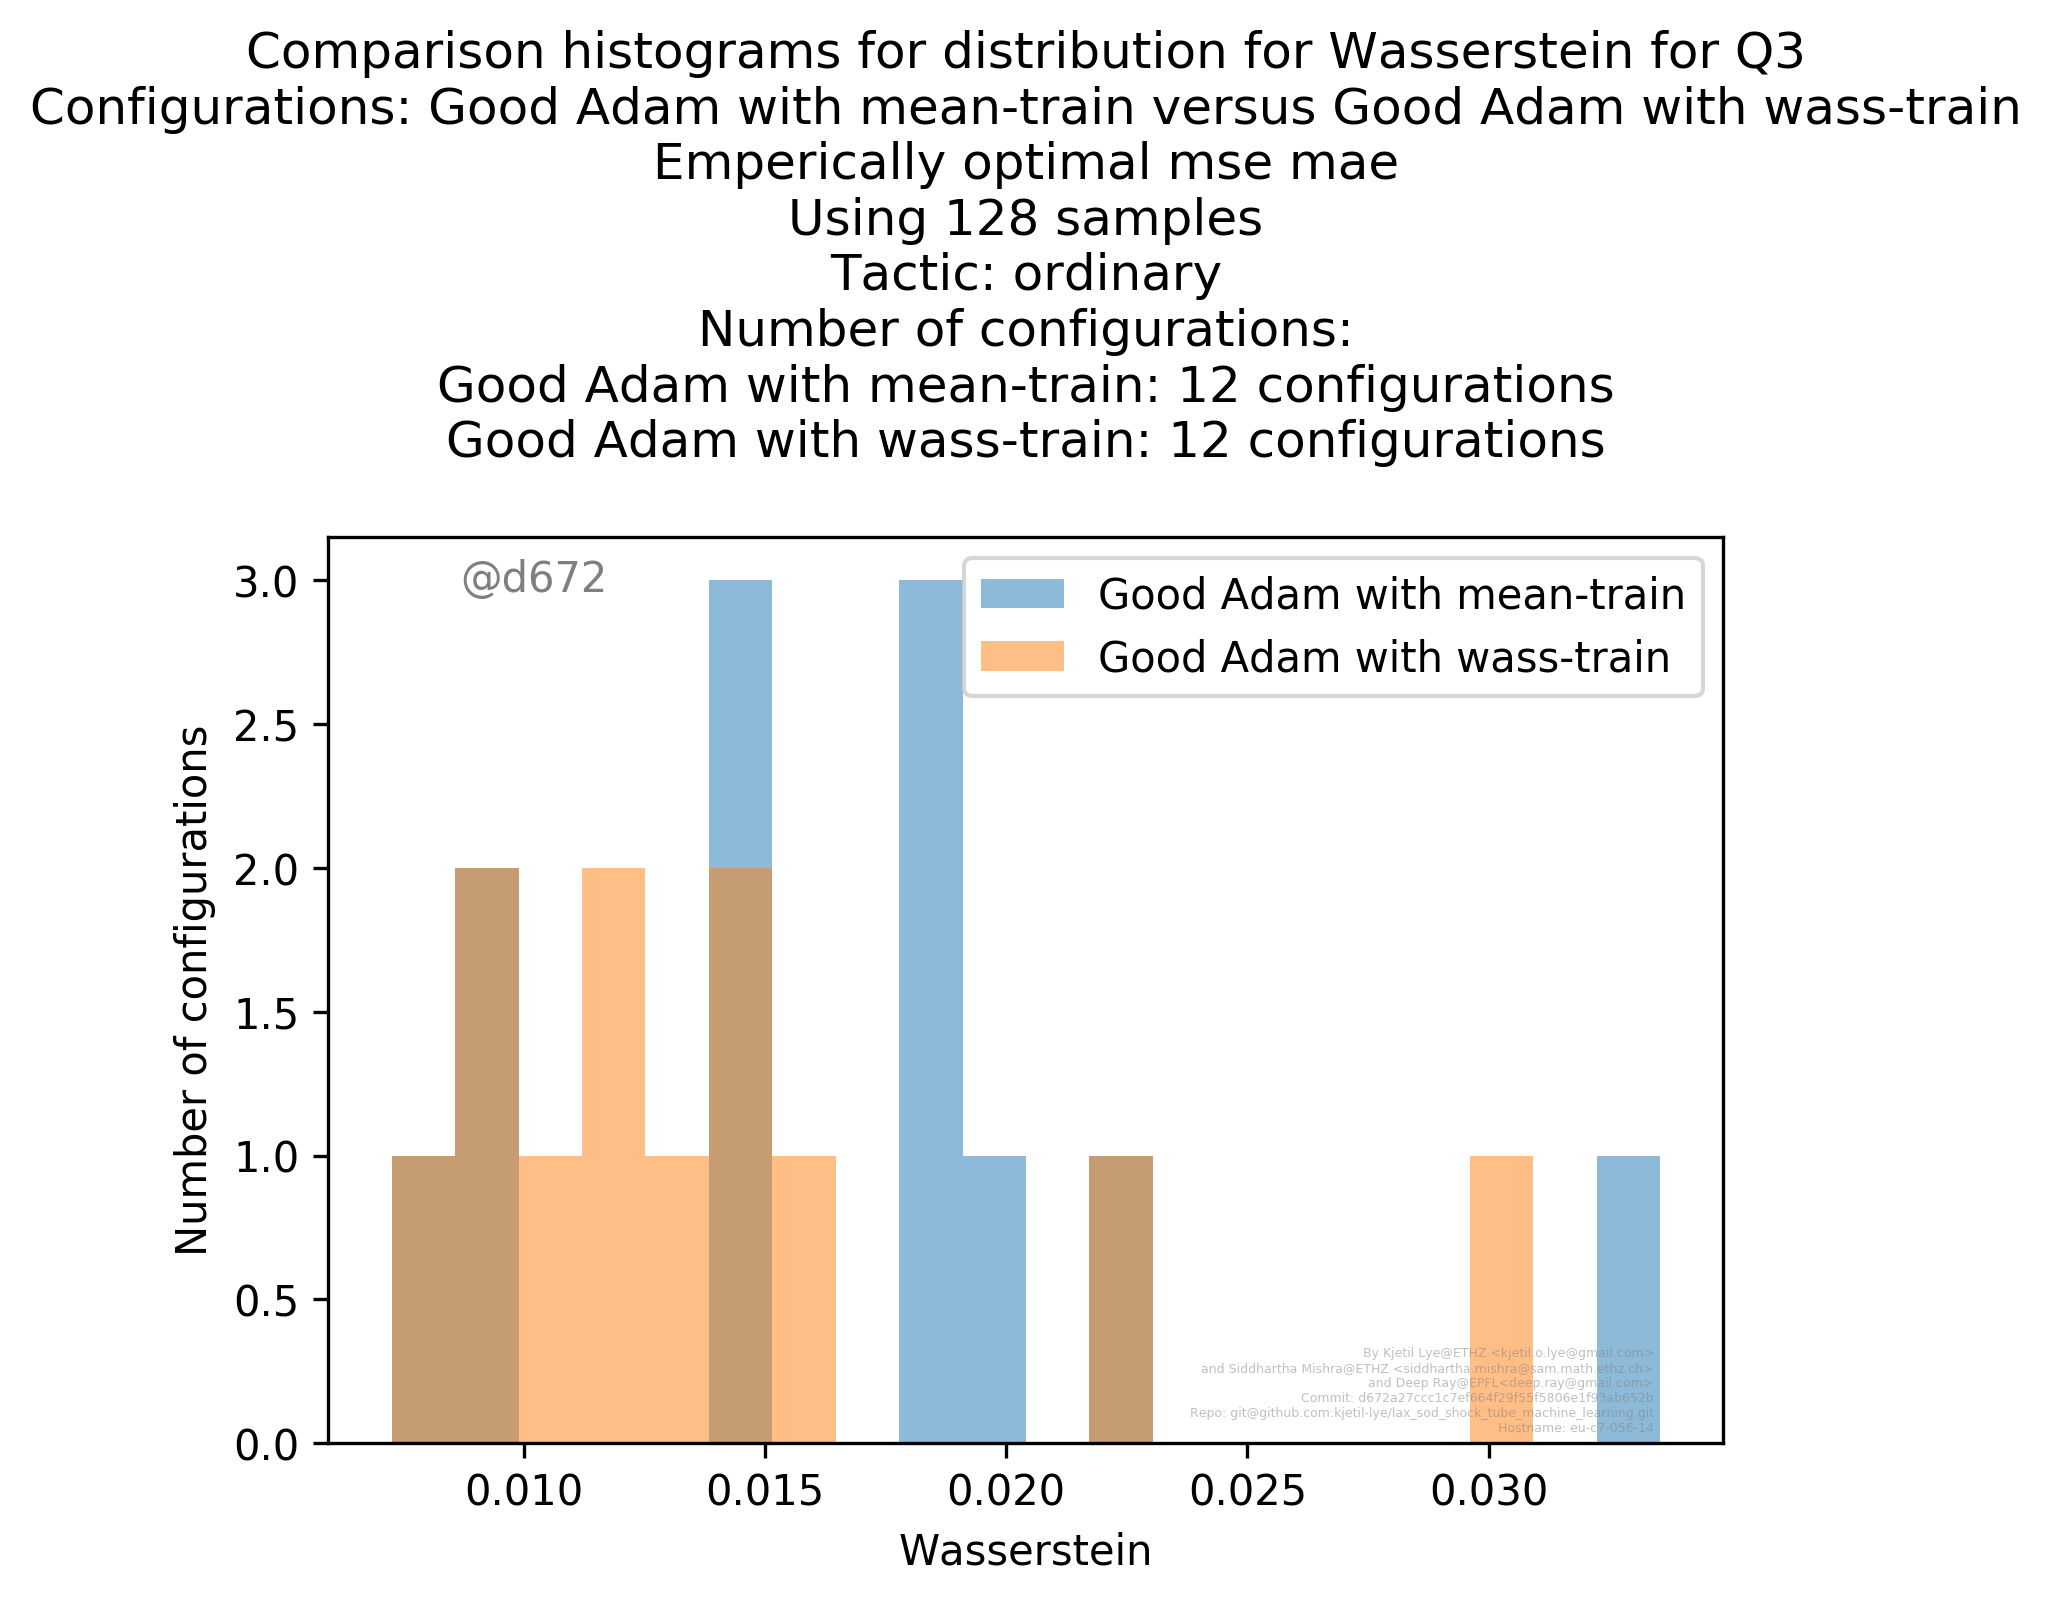 Comparison histograms for distribution for Wasserstein for Q3
Configurations: Good Adam with mean-train versus Good Adam with wass-train
Emperically optimal mse mae
Using 128 samples
Tactic: ordinary
Number of configurations:
Good Adam with mean-train: 12 configurations
Good Adam with wass-train: 12 configurations
@d672
Good Adam with mean-train
Good Adam with wass-train
3.0
2.5
2.0
1.5
1.0
0.5
0.0
Number of configurations
By Kjetil Lye@ETHZ <kjetil.o.lye@gmail.com>
and Siddhartha Mishra@ETHZ <siddhartha.mishra@sam.math.ethz.ch>
and Deep Ray@EPFL<deep.ray@gmail.com>
Commit: d672a27ccc1c7ef664f29f55f5806e1f93ab652b
Repo: git@github.com:kjetil-lye/lax_sod_shock_tube_machine_learning.git
Hostname: eu-c7-056-14
0.010
0.015
0.020
0.025
0.030
Wasserstein